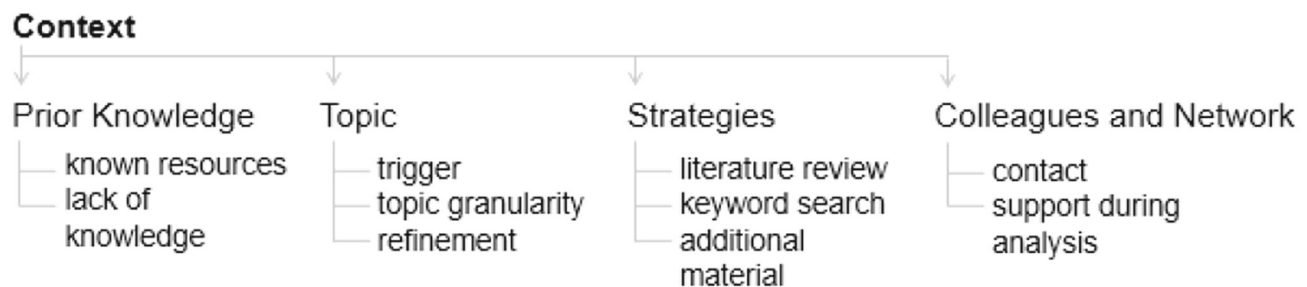 Context
Prior Knowledge
known resources
lack of
knowledge
Topic
trigger
topic granularity
refinement
Strategies
literature review
keyword search
additional
material
Colleagues and Network
contact
support during
analysis